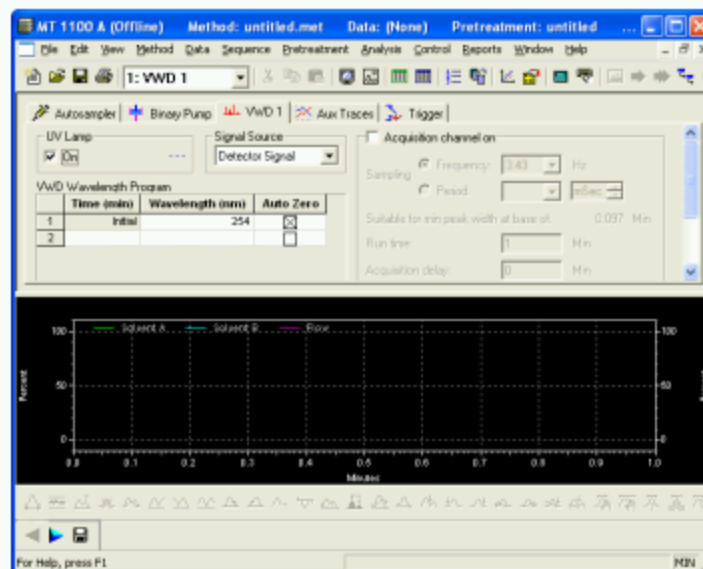 MT 1100 A (Offline) Method: untitled.met Data: (None) Pretreatment: untitled ...
File Edit View Method Data Sequence Pretreatment Analysis Control Reports Window Help
1: VWD 1
Autosampler Binary Pump VWD 1 Aux Traces Trigger
UV Lamp Signal Source Acquisition channel on
On --- Detector Signal Sampling Frequency: 3.43 Hz
Period mSec
VWD Wavelength Program
Time (min) Wavelength (nm) Auto Zero
1 Initial 254
2
Suitable for min peak width at base of: 0.097 Min
Run time: 1 Min
Acquisition delay: 0 Min
Solvent A Solvent B Flow
100 100
50 50
0 0
Percent Percent
0.0 0.1 0.2 0.3 0.4 0.5 0.6 0.7 0.8 0.9 1.0
Minutes
For Help, press F1 MIN